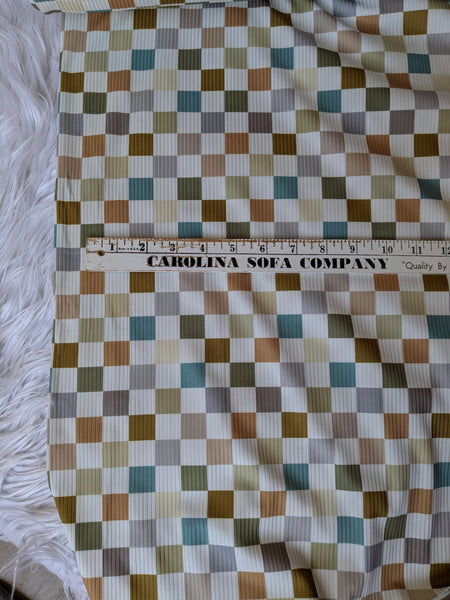 1 2 3 4 5 6 7 8 9 10 11 12
CAROLINA SOFA COMPANY "Quality By